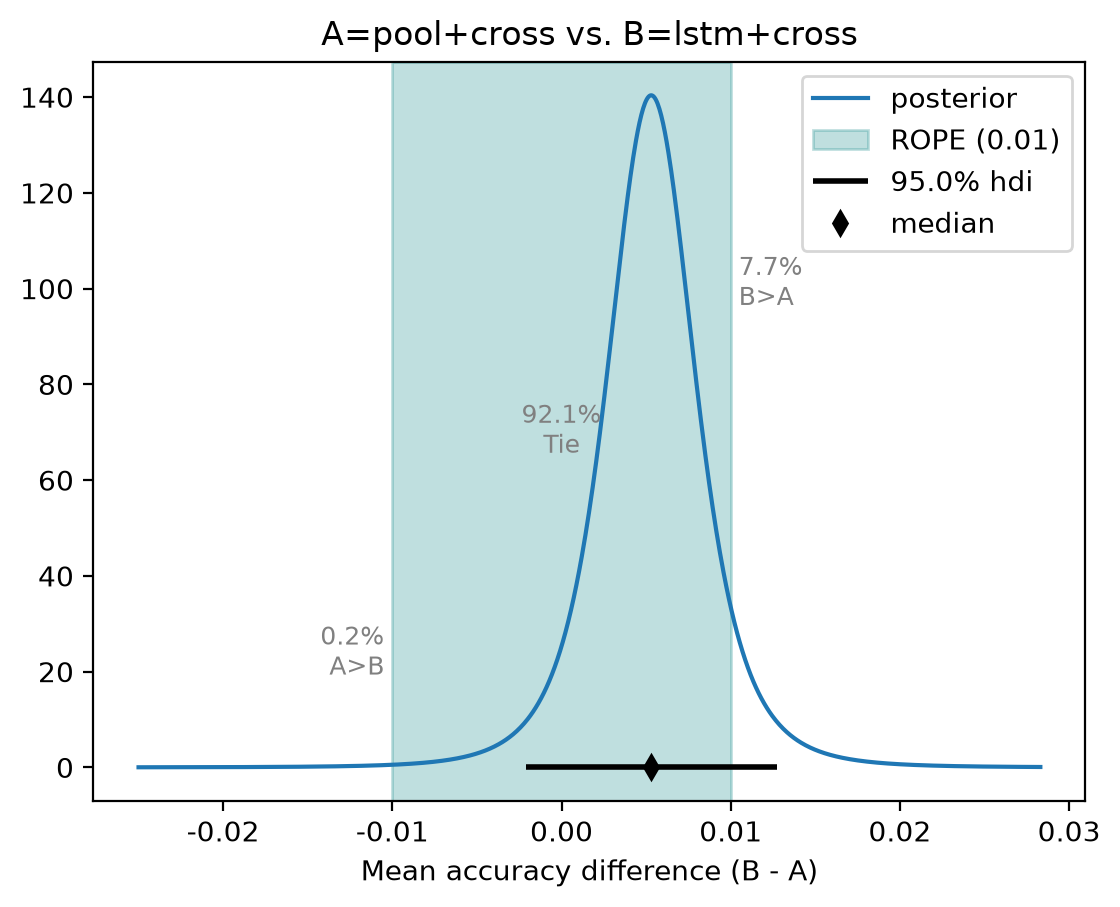 A=pool+cross vs. B=lstm+cross
140
120
100
80
60
40
20
0
posterior
ROPE (0.01)
95.0% hdi
median
7.7%
B>A
92.1%
Tie
0.2%
A>B
-0.02
-0.01
0.00
0.01
0.02
0.03
Mean accuracy difference (B - A)